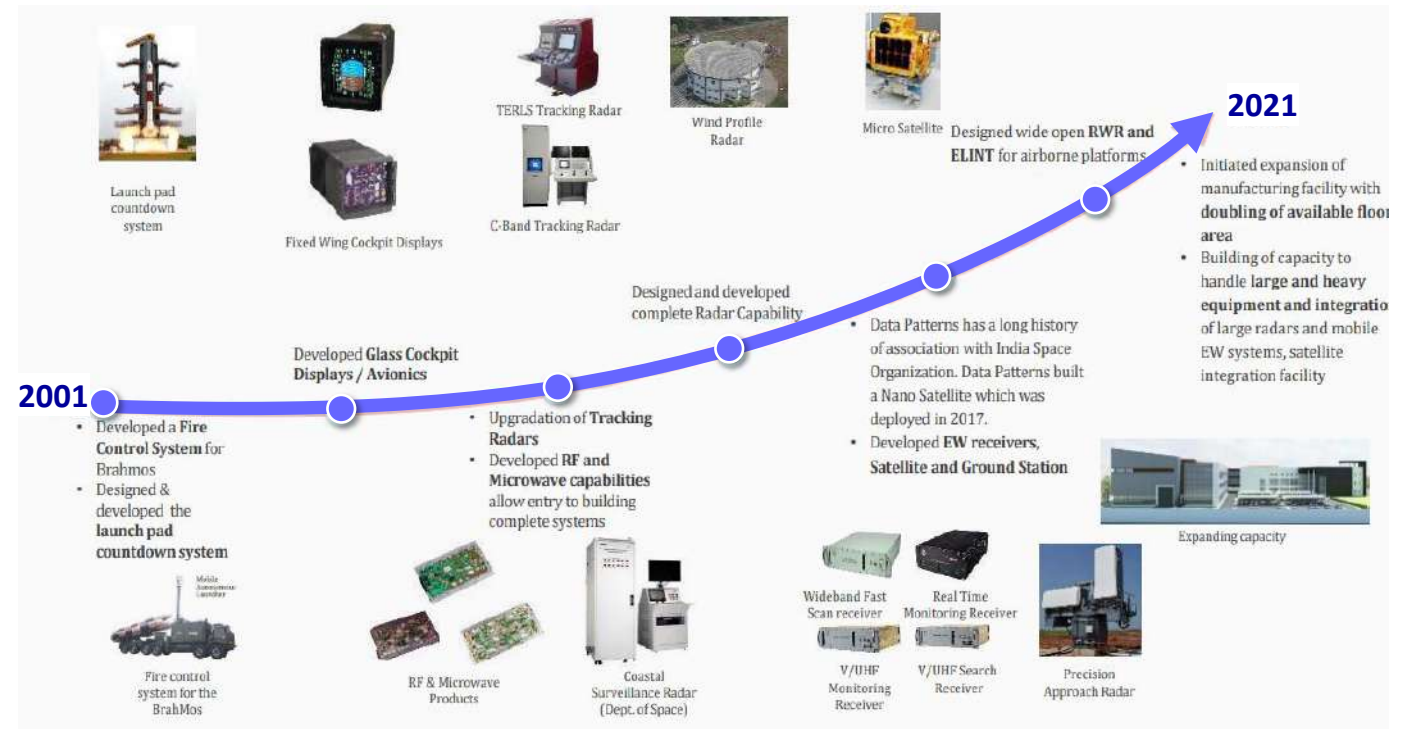 2021
Launch pad
countdown
system
Fixed Wing Cockpit Displays
TERLS Tracking Radar
C-Band Tracking Radar
Wind Profile
Radar
Micro Satellite
Designed wide open RWR and
ELINT for airborne platforms
• Initiated expansion of
manufacturing facility with
doubling of available floor
area
• Building of capacity to
handle large and heavy
equipment and integratio
of large radars and mobile
EW systems, satellite
integration facility
Designed and developed
complete Radar Capability
Developed Glass Cockpit
Displays / Avionics
• Data Patterns has a long history
of association with India Space
Organization. Data Patterns built
a Nano Satellite which was
deployed in 2017.
• Developed EW receivers,
Satellite and Ground Station
2001
• Developed a Fire
Control System for
Brahmos
• Designed &
developed the
launch pad
countdown system
• Upgradation of Tracking
Radars
• Developed RF and
Microwave capabilities
allow entry to building
complete systems
Expanding capacity
Mobile
Autonomous
Launcher
Fire control
system for the
BrahMos
RF & Microwave
Products
Coastal
Surveillance Radar
(Dept. of Space)
Wideband Fast
Scan receiver
Real Time
Monitoring Receiver
V/UHF
Monitoring
Receiver
V/UHF Search
Receiver
Precision
Approach Radar